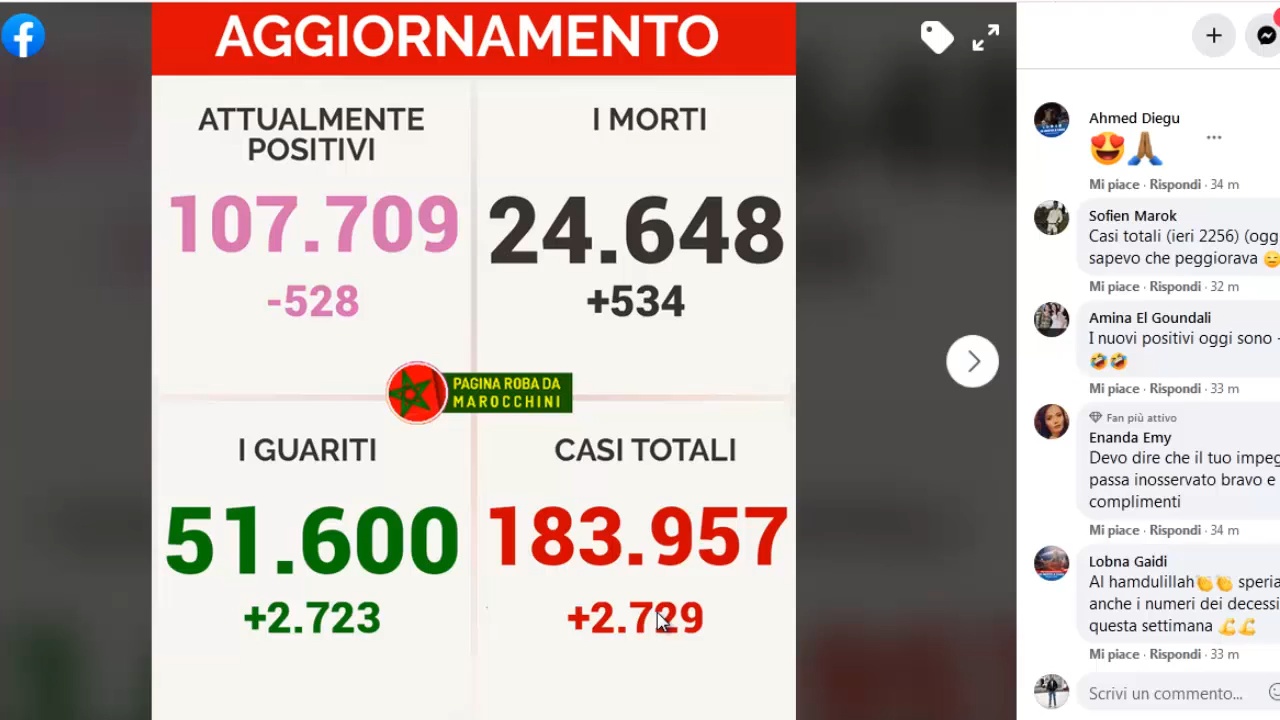 AGGIORNAMENTO
ATTUALMENTE
POSITIVI
107.709
-528
I MORTI
24.648
+534
PAGINA ROBA DA
MAROCCHINI
I GUARITI
51.600
+2.723
CASI TOTALI
183.957
+2.729
Ahmed Diegu
😍🙏🏾
Mi piace · Rispondi · 34 m
Sofien Marok
Casi totali (ieri 2256) (ogg
sapevo che peggiorava 😑
Mi piace · Rispondi · 32 m
Amina El Goundali
I nuovi positivi oggi sono -
🤣🤣
Mi piace · Rispondi · 33 m
Fan più attivo
Enanda Emy
Devo dire che il tuo impeg
passa inosservato bravo e
complimenti
Mi piace · Rispondi · 34 m
Lobna Gaidi
Al hamdulillah👏👏 speria
anche i numeri dei decessi
questa settimana 💪💪
Mi piace · Rispondi · 33 m
Scrivi un commento...